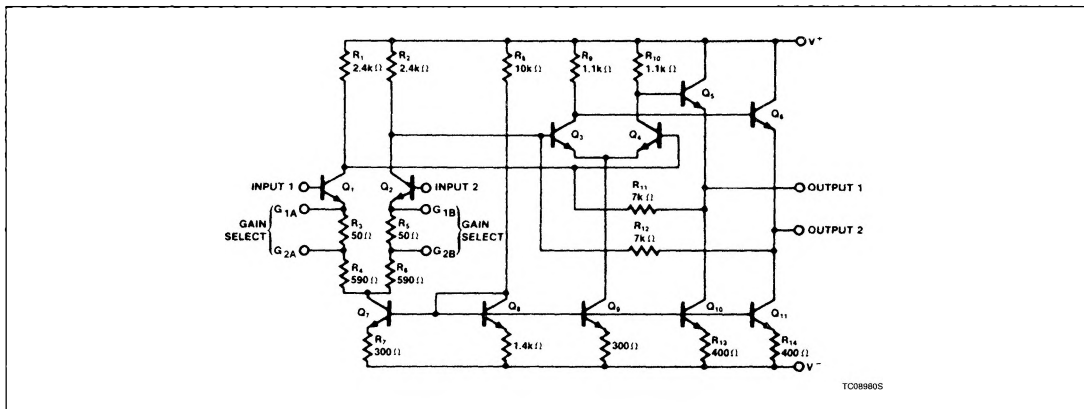 R1
2.4kΩ
R2
2.4kΩ
R8
10kΩ
R9
1.1kΩ
R10
1.1kΩ
V+
Q5
Q6
Q3
Q4
INPUT 1
Q1
Q2
INPUT 2
R11
7kΩ
OUTPUT 1
G1A
G1B
GAIN
SELECT
R3
50Ω
R5
50Ω
GAIN
SELECT
R12
7kΩ
OUTPUT 2
G2A
G2B
R4
590Ω
R6
590Ω
Q7
Q8
Q9
Q10
Q11
R7
300Ω
1.4kΩ
300Ω
R13
400Ω
R14
400Ω
V−
TC08980S